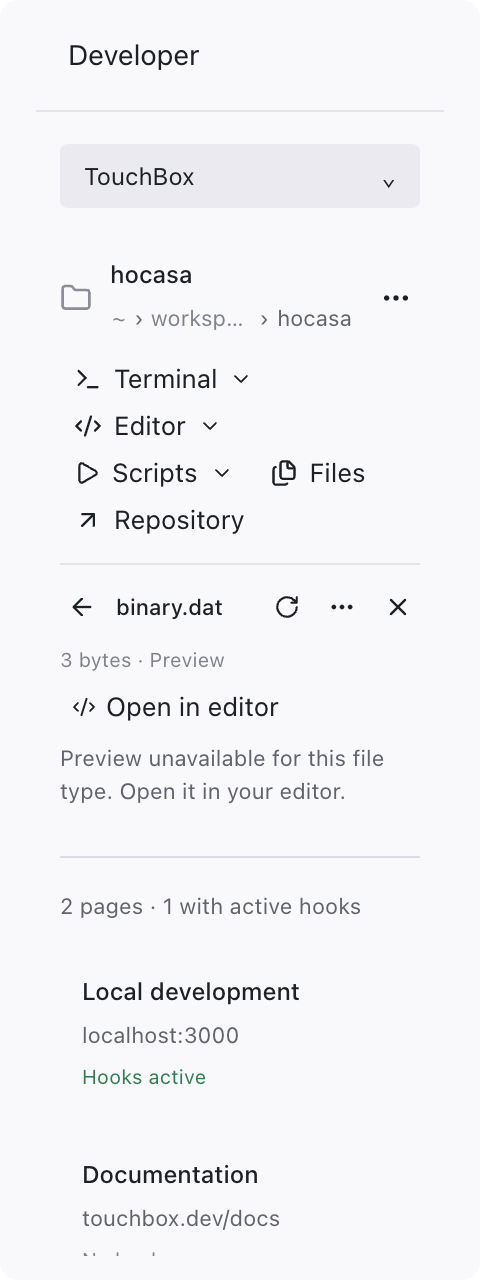 Developer
TouchBox
hocasa
~ › worksp... › hocasa
Terminal
Editor
Scripts Files
Repository
binary.dat
3 bytes · Preview
Open in editor
Preview unavailable for this file
type. Open it in your editor.
2 pages · 1 with active hooks
Local development
localhost:3000
Hooks active
Documentation
touchbox.dev/docs